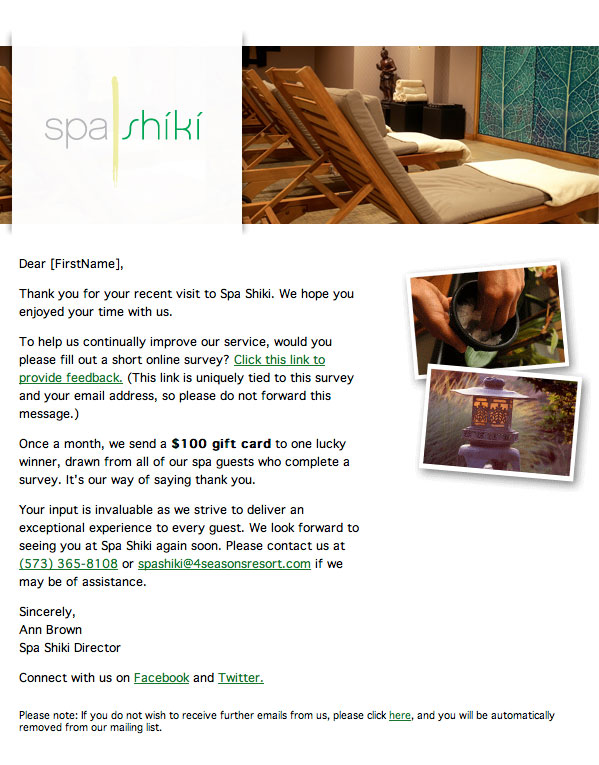 spa shíkí
Dear [FirstName],
Thank you for your recent visit to Spa Shiki. We hope you
enjoyed your time with us.
To help us continually improve our service, would you
please fill out a short online survey? Click this link to
provide feedback. (This link is uniquely tied to this survey
and your email address, so please do not forward this
message.)
Once a month, we send a $100 gift card to one lucky
winner, drawn from all of our spa guests who complete a
survey. It's our way of saying thank you.
Your input is invaluable as we strive to deliver an
exceptional experience to every guest. We look forward to
seeing you at Spa Shiki again soon. Please contact us at
(573) 365-8108 or spashiki@4seasonsresort.com if we
may be of assistance.
Sincerely,
Ann Brown
Spa Shiki Director
Connect with us on Facebook and Twitter.
Please note: If you do not wish to receive further emails from us, please click here, and you will be automatically
removed from our mailing list.